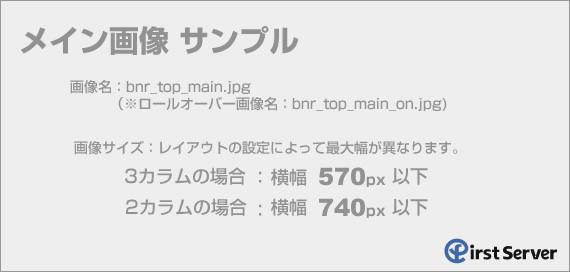 メイン画像 サンプル
画像名：bnr_top_main.jpg
（※ロールオーバー画像名：bnr_top_main_on.jpg)
画像サイズ：レイアウトの設定によって最大幅が異なります。
3カラムの場合 ：横幅 570px 以下
2カラムの場合 ：横幅 740px 以下
First Server